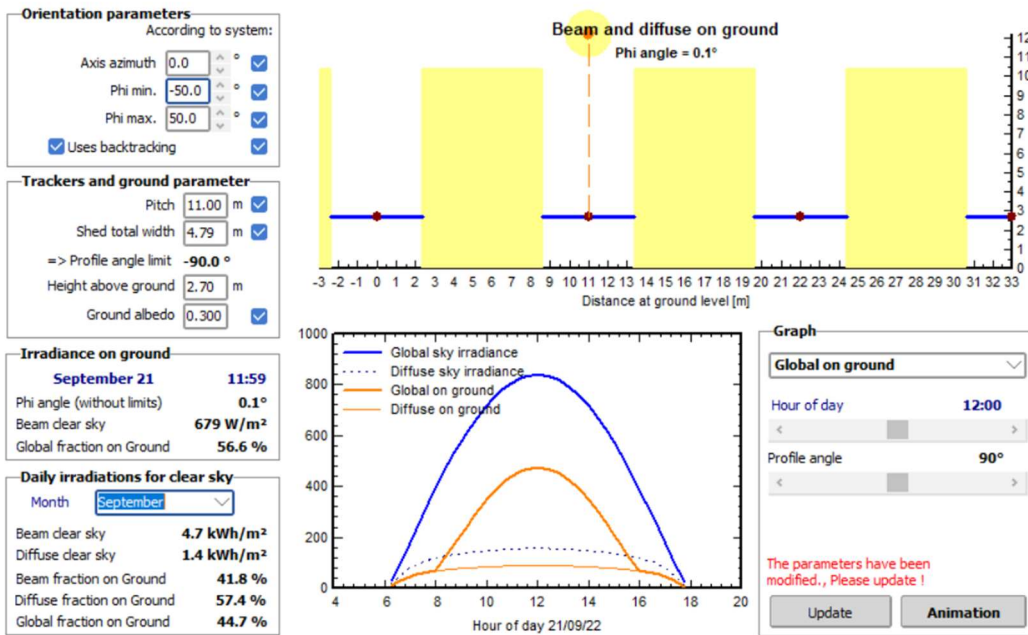 Orientation parameters
According to system:
Axis azimuth 0.0 °
Phi min. -50.0 °
Phi max. 50.0 °
Uses backtracking
Trackers and ground parameter
Pitch 11.00 m
Shed total width 4.79 m
=> Profile angle limit -90.0 °
Height above ground 2.70 m
Ground albedo 0.300
Irradiance on ground
September 21 11:59
Phi angle (without limits) 0.1°
Beam clear sky 679 W/m²
Global fraction on Ground 56.6 %
Daily irradiations for clear sky
Month September
Beam clear sky 4.7 kWh/m²
Diffuse clear sky 1.4 kWh/m²
Beam fraction on Ground 41.8 %
Diffuse fraction on Ground 57.4 %
Global fraction on Ground 44.7 %
Beam and diffuse on ground
Phi angle = 0.1°
12
11
10
9
8
7
6
5
4
3
2
1
0
-3 -2 -1 0 1 2 3 4 5 6 7 8 9 10 11 12 13 14 15 16 17 18 19 20 21 22 23 24 25 26 27 28 29 30 31 32 33
Distance at ground level [m]
1000
800
600
400
200
0
Global sky irradiance
Diffuse sky irradiance
Global on ground
Diffuse on ground
4 6 8 10 12 14 16 18 20
Hour of day 21/09/22
Graph
Global on ground
Hour of day 12:00
Profile angle 90°
The parameters have been
modified., Please update !
Update Animation